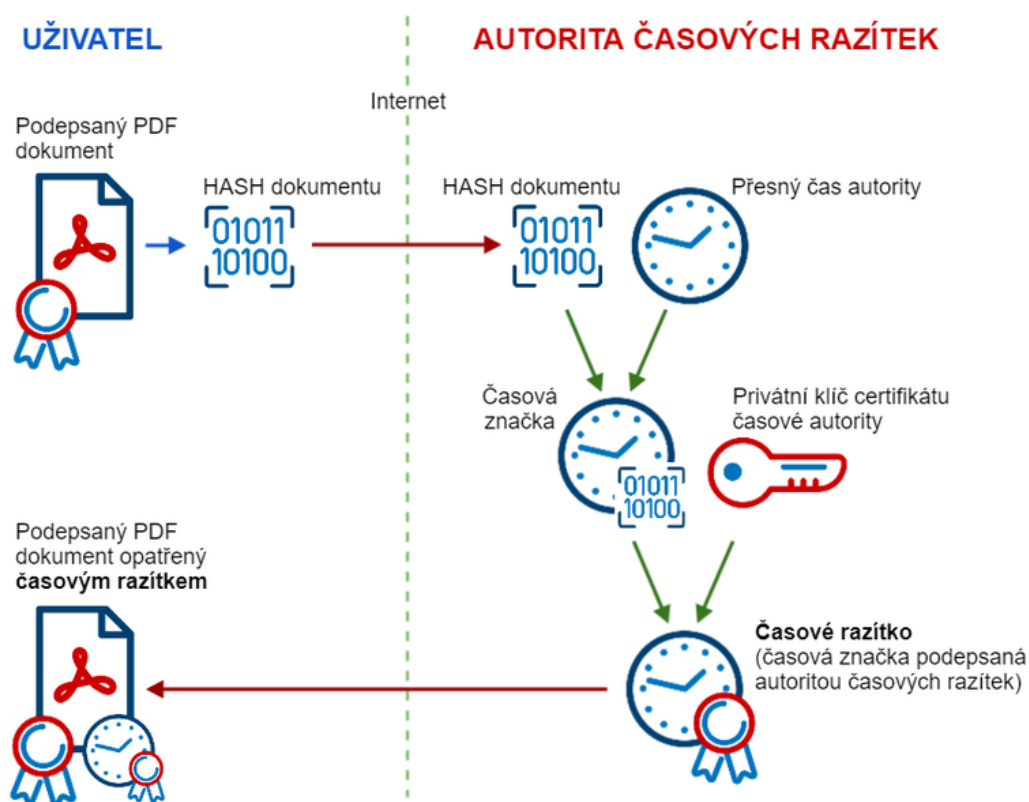 UŽIVATEL
AUTORITA ČASOVÝCH RAZÍTEK
Internet
Podepsaný PDF
dokument
HASH dokumentu
HASH dokumentu
Přesný čas autority
01011
10100
01011
10100
Časová
značka
Privátní klíč certifikátu
časové autority
01011
10100
Podepsaný PDF
dokument opatřený
časovým razítkem
Časové razítko
(časová značka podepsaná
autoritou časových razítek)